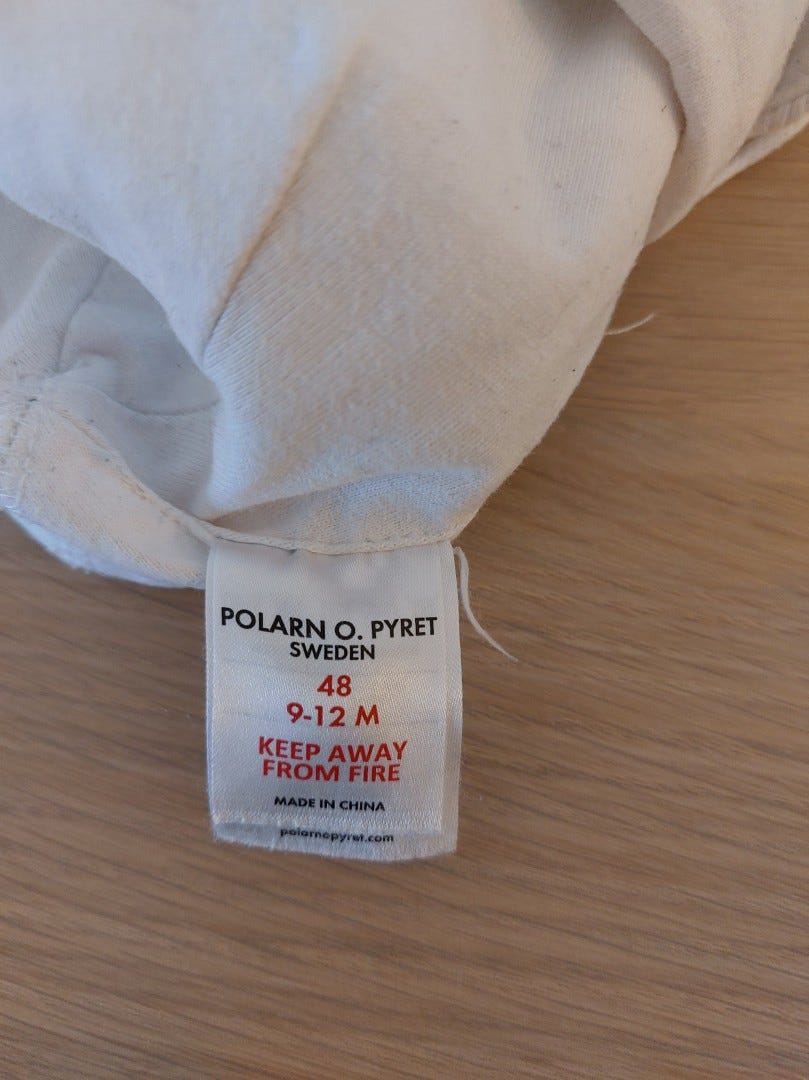 POLARN O. PYRET
SWEDEN
48
9-12 M
KEEP AWAY
FROM FIRE
MADE IN CHINA
polarnopyret.com